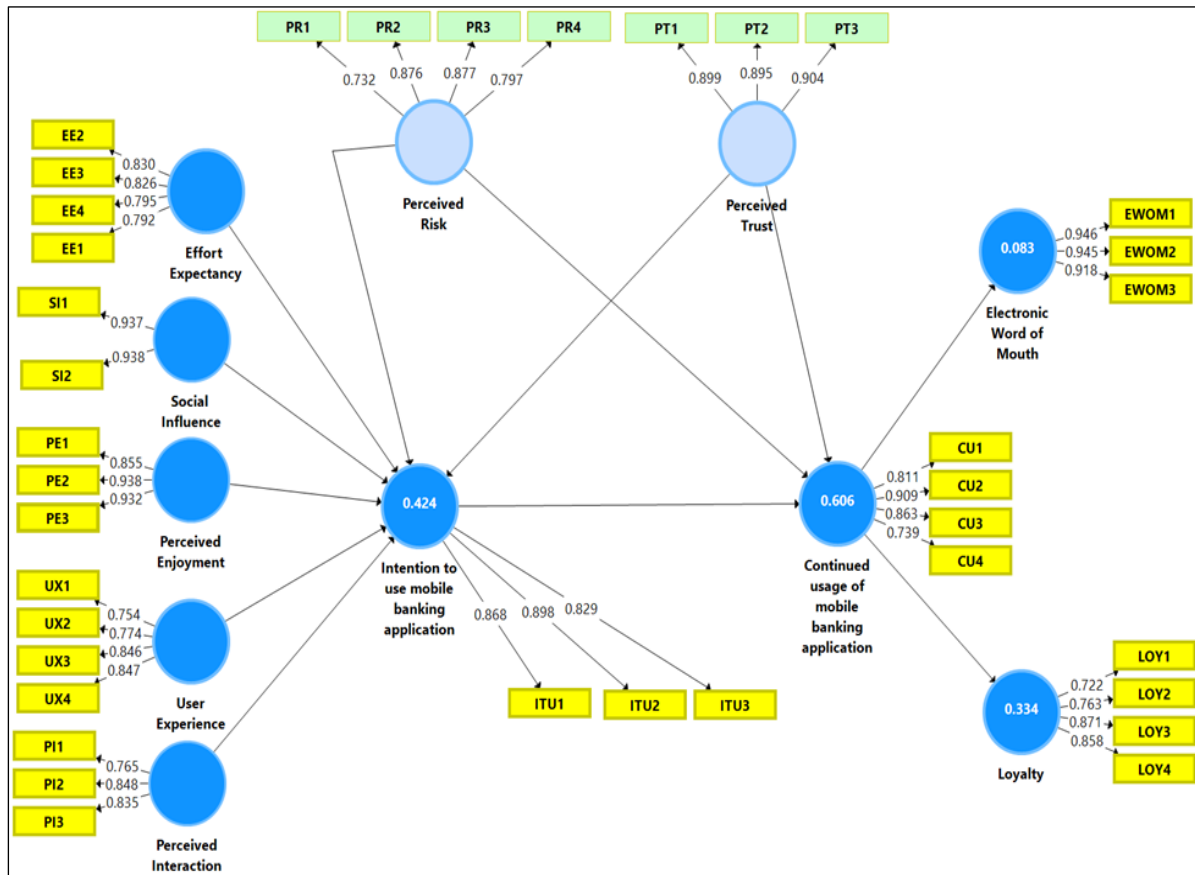 PR1 PR2 PR3 PR4 PT1 PT2 PT3
0.732 0.876 0.877 0.797 0.899 0.895 0.904
Perceived
Risk
Perceived
Trust
EE2
EE3
EE4
EE1
0.830
0.826
0.795
0.792
Effort
Expectancy
SI1
SI2
0.937
0.938
Social
Influence
PE1
PE2
PE3
0.855
0.938
0.932
Perceived
Enjoyment
UX1
UX2
UX3
UX4
0.754
0.774
0.846
0.847
User
Experience
PI1
PI2
PI3
0.765
0.848
0.835
Perceived
Interaction
0.424
Intention to
use mobile
banking
application
0.868 0.898 0.829
ITU1 ITU2 ITU3
0.606
Continued
usage of
mobile
banking
application
0.811
0.909
0.863
0.739
CU1
CU2
CU3
CU4
0.083
Electronic
Word of
Mouth
0.946
0.945
0.918
EWOM1
EWOM2
EWOM3
0.334
Loyalty
0.722
0.763
0.871
0.858
LOY1
LOY2
LOY3
LOY4